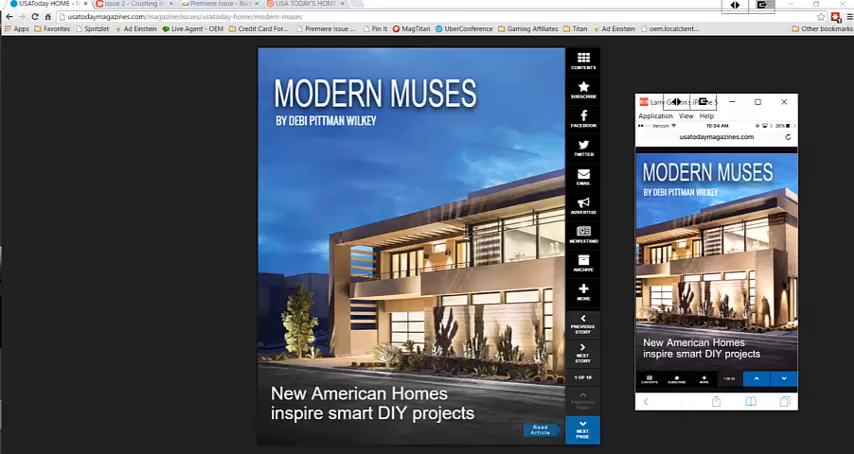 USAToday HOME -
Issue 2 - Crushing It
Premiere Issue -
USA TODAY'S HOME
usatodaymagazines.com/magazine/issues/usatoday-home/modern-muses
Apps
Favorites
Spritzlet
Ad Einstein
Live Agent - OEM
Credit Card For...
Premiere Issue ...
Pin It
MagTitan
UberConference
Gaming Affiliates
Titan
Ad Einstein
oem.localclient...
Other bookmarks
MODERN MUSES
BY DEBI PITTMAN WILKEY
New American Homes
inspire smart DIY projects
Read
Article
CONTENTS
SUBSCRIBE
FACEBOOK
TWITTER
EMAIL
ADVERTISE
NEWSSTAND
ARCHIVE
MORE
PREVIOUS
STORY
NEXT
STORY
1 OF 18
NEXT
PAGE
Application View Help
Verizon
10:04 AM
36%
usatodaymagazines.com
MODERN MUSES
BY DEBI PITTMAN WILKEY
New American Homes
inspire smart DIY projects
CONTENTS
SUBSCRIBE
MORE